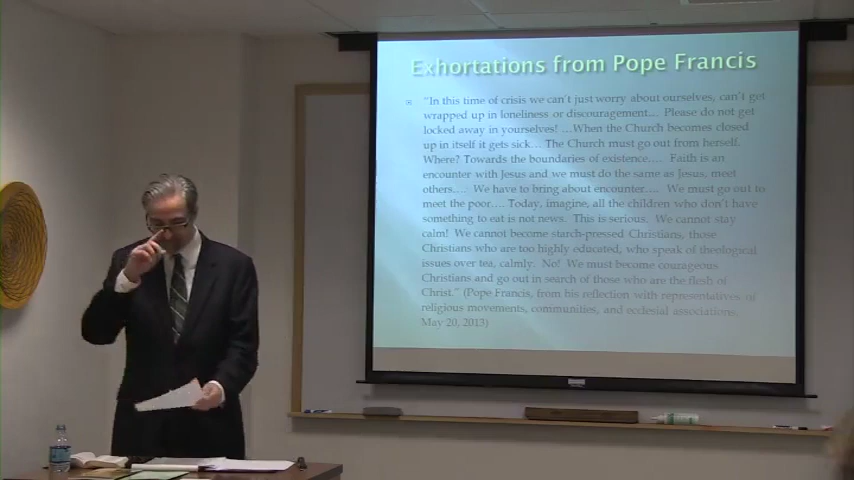 Exhortations from Pope Francis
"In this time of crisis we can't just worry about ourselves, can't get
wrapped up in loneliness or discouragement… Please do not get
locked away in yourselves! …When the Church becomes closed
up in itself it gets sick… The Church must go out from herself.
Where? Towards the boundaries of existence…. Faith is an
encounter with Jesus and we must do the same as Jesus, meet
others…. We have to bring about encounter…. We must go out to
meet the poor…. Today, imagine, all the children who don't have
something to eat is not news. This is serious. We cannot stay
calm! We cannot become starch-pressed Christians, those
Christians who are too highly educated, who speak of theological
issues over tea, calmly. No! We must become courageous
Christians and go out in search of those who are the flesh of
Christ." (Pope Francis, from his reflection with representatives of
religious movements, communities, and ecclesial associations,
May 20, 2013)